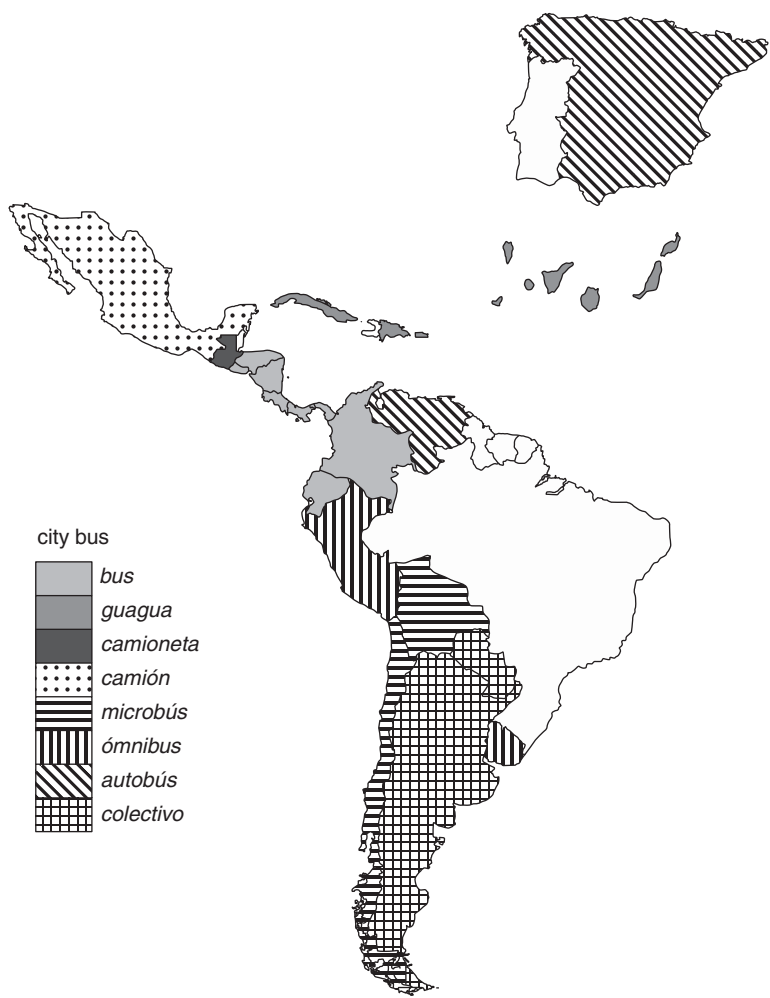 city bus
bus
guagua
camioneta
camión
microbús
ómnibus
autobús
colectivo